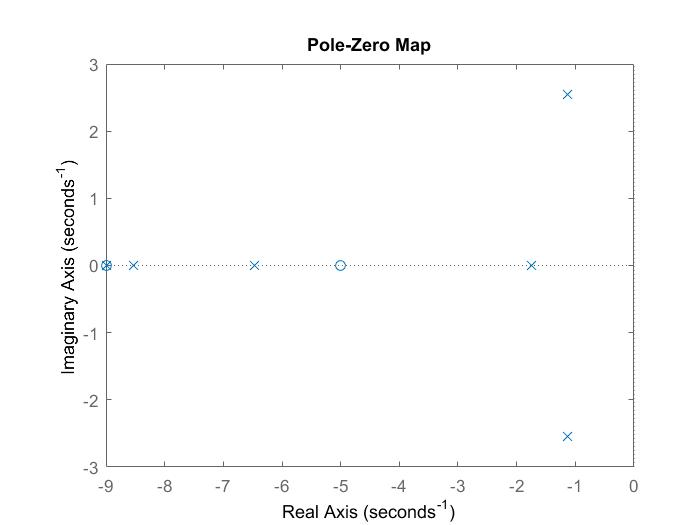 Pole-Zero Map
3
2
1
0
-1
-2
-3
Imaginary Axis (seconds⁻¹)
-9 -8 -7 -6 -5 -4 -3 -2 -1 0
Real Axis (seconds⁻¹)